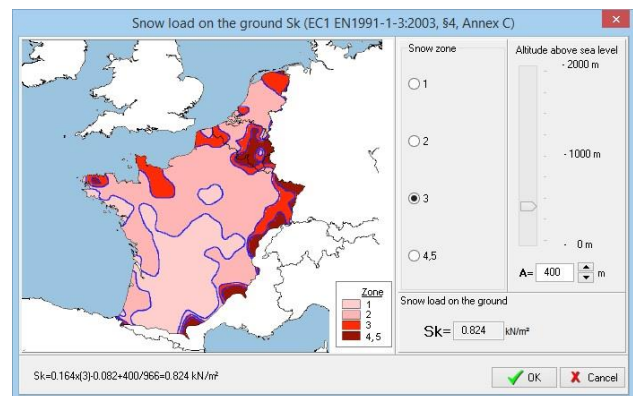 Snow load on the ground Sk (EC1 EN1991-1-3:2003, §4, Annex C)
Snow zone
1
2
3
4,5
Altitude above sea level
- 2000 m
- 1000 m
- 0 m
A= 400 m
Zone
1
2
3
4, 5
Snow load on the ground
Sk= 0.824 kN/m²
Sk=0.164x(3)-0.082+400/966=0.824 kN/m²
OK
Cancel